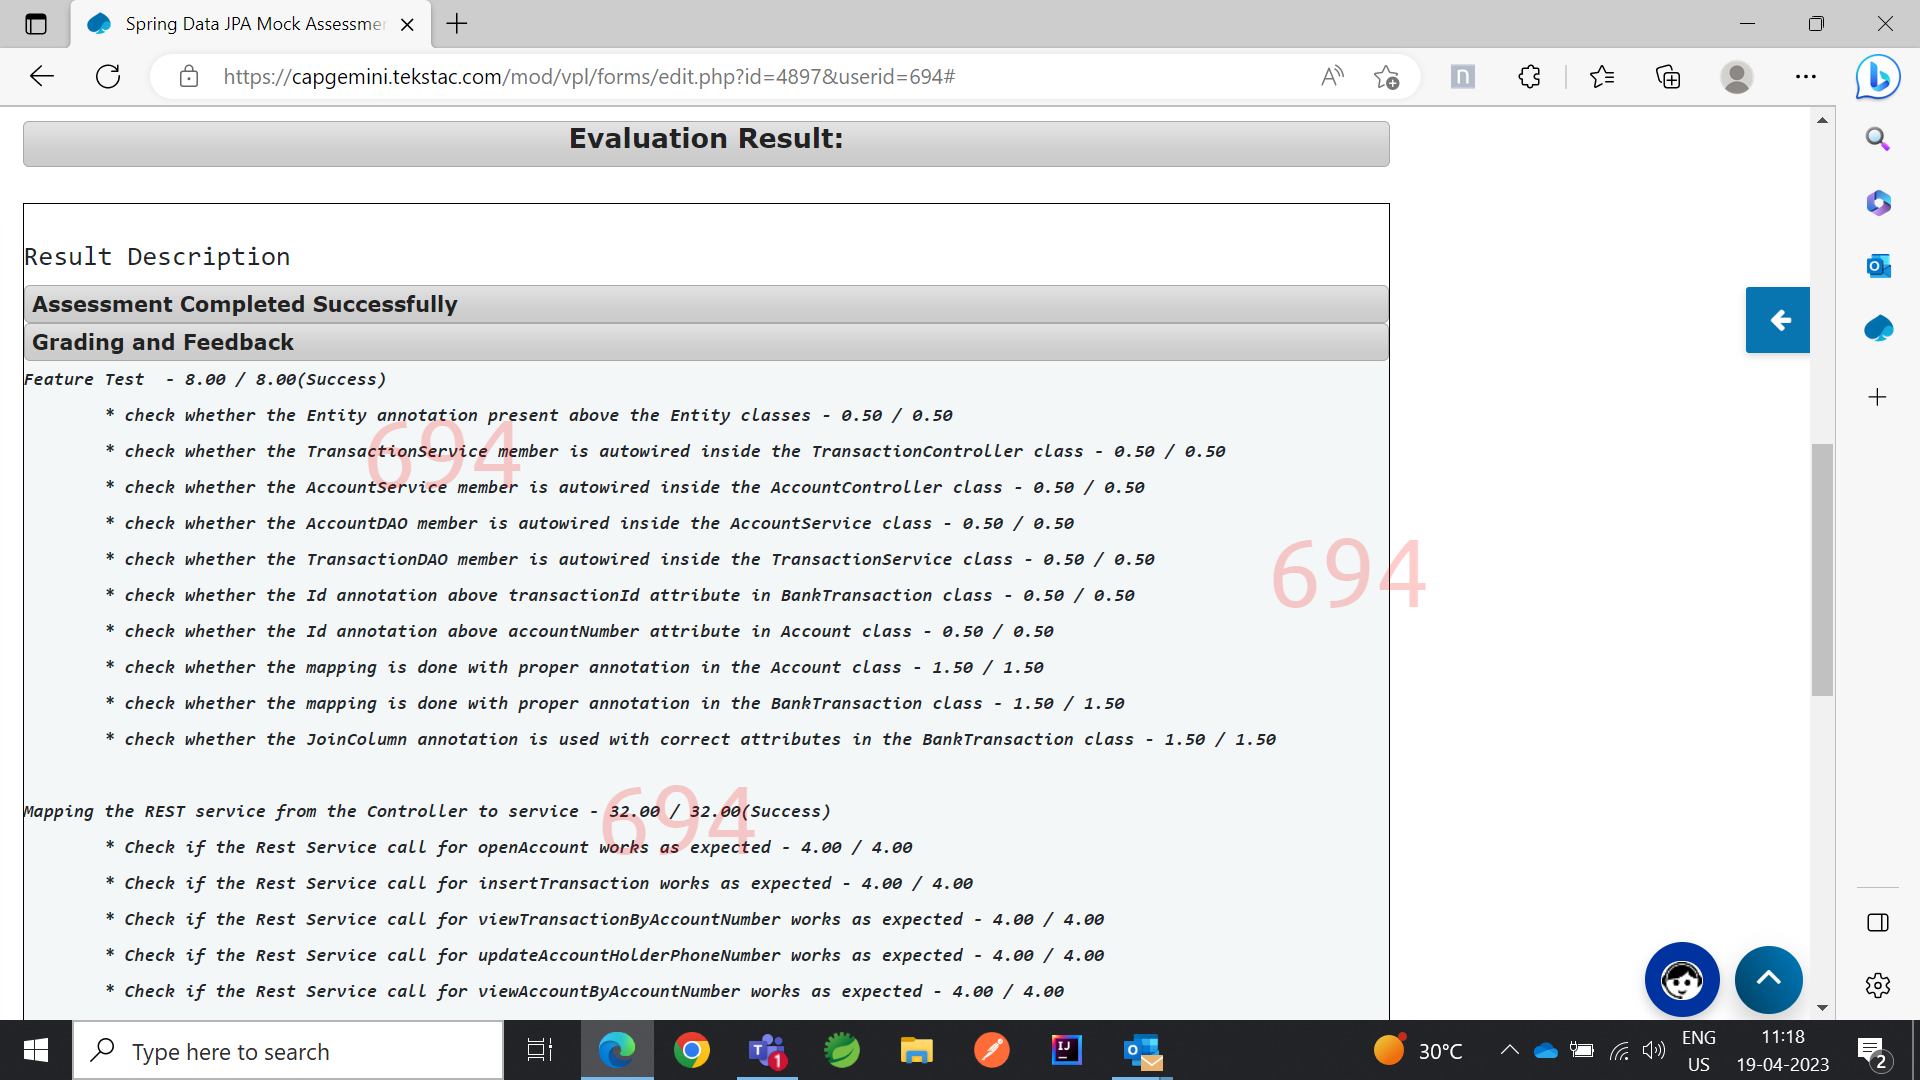 Spring Data JPA Mock Assessmen
https://capgemini.tekstac.com/mod/vpl/forms/edit.php?id=4897&userid=694#
Evaluation Result:
Result Description
Assessment Completed Successfully
Grading and Feedback
Feature Test - 8.00 / 8.00(Success)
* check whether the Entity annotation present above the Entity classes - 0.50 / 0.50
* check whether the TransactionService member is autowired inside the TransactionController class - 0.50 / 0.50
694
* check whether the AccountService member is autowired inside the AccountController class - 0.50 / 0.50
* check whether the AccountDAO member is autowired inside the AccountService class - 0.50 / 0.50
* check whether the TransactionDAO member is autowired inside the TransactionService class - 0.50 / 0.50
694
* check whether the Id annotation above transactionId attribute in BankTransaction class - 0.50 / 0.50
* check whether the Id annotation above accountNumber attribute in Account class - 0.50 / 0.50
* check whether the mapping is done with proper annotation in the Account class - 1.50 / 1.50
* check whether the mapping is done with proper annotation in the BankTransaction class - 1.50 / 1.50
* check whether the JoinColumn annotation is used with correct attributes in the BankTransaction class - 1.50 / 1.50
Mapping the REST service from the Controller to service - 32.00 / 32.00(Success)
694
* Check if the Rest Service call for openAccount works as expected - 4.00 / 4.00
* Check if the Rest Service call for insertTransaction works as expected - 4.00 / 4.00
* Check if the Rest Service call for viewTransactionByAccountNumber works as expected - 4.00 / 4.00
* Check if the Rest Service call for updateAccountHolderPhoneNumber works as expected - 4.00 / 4.00
* Check if the Rest Service call for viewAccountByAccountNumber works as expected - 4.00 / 4.00
Type here to search
30°C
ENG
US
11:18
19-04-2023
2